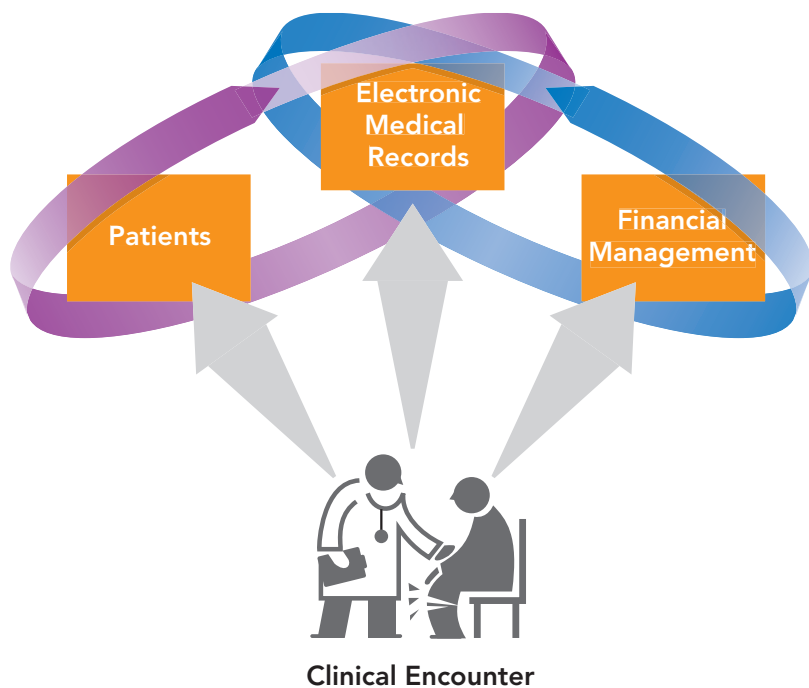 Electronic
Medical
Records
Patients
Financial
Management
Clinical Encounter